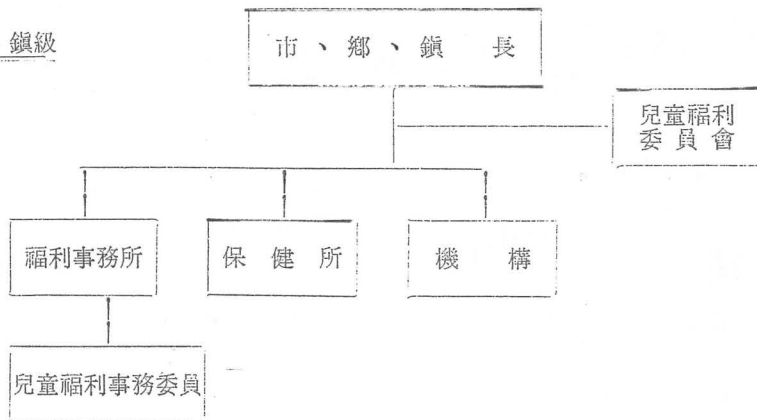 鎮級
市、鄉、鎮　長
兒童福利
委員會
福利事務所
保健所
機構
兒童福利事務委員